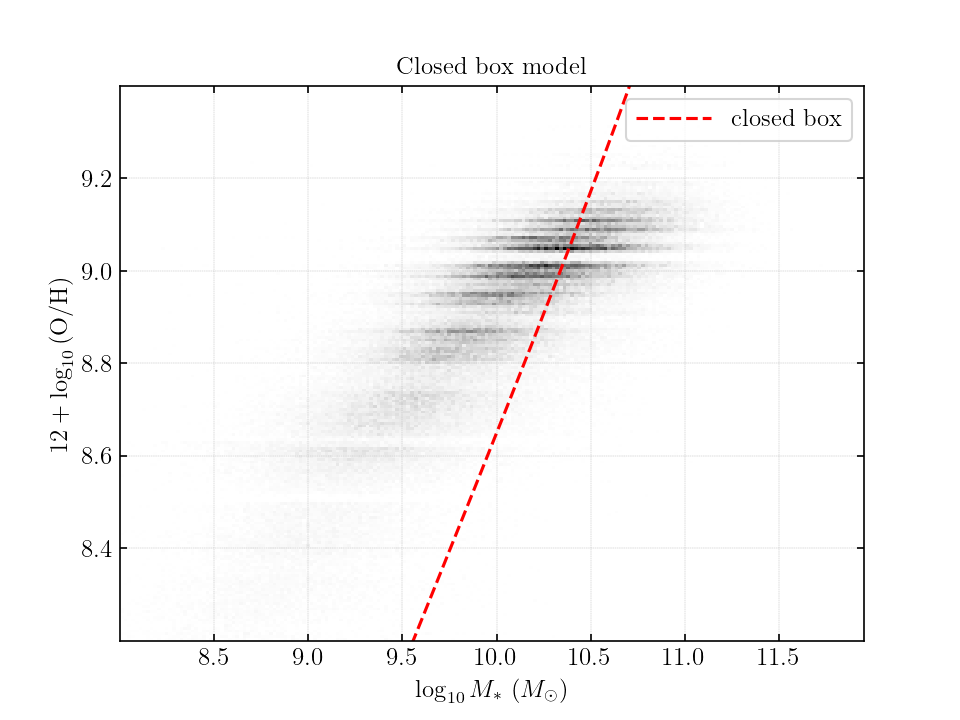 Closed box model
closed box
12 + log₁₀ (O/H)
9.2
9.0
8.8
8.6
8.4
8.5 9.0 9.5 10.0 10.5 11.0 11.5
log₁₀ M∗ (M⊙)